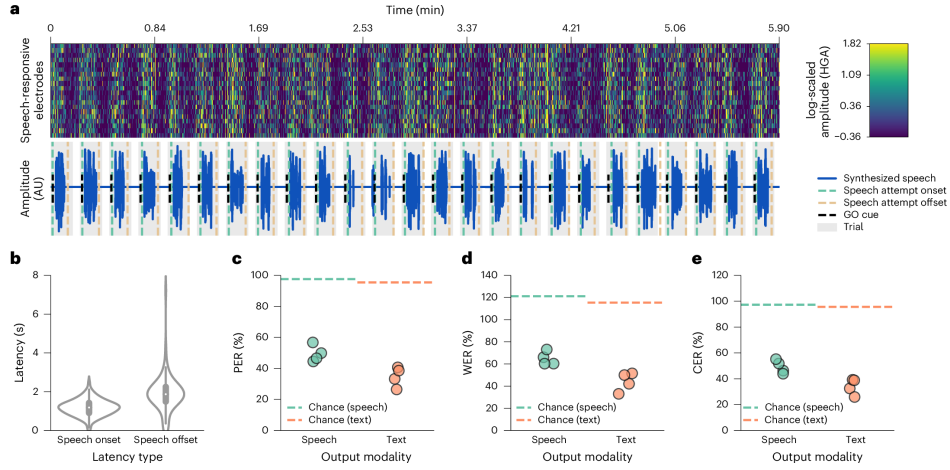 a
Time (min)
0 0.84 1.69 2.53 3.37 4.21 5.06 5.90
Speech-responsive
electrodes
log-scaled
amplitude (HGA)
1.82
1.09
0.36
−0.36
Amplitude
(AU)
Synthesized speech
Speech attempt onset
Speech attempt offset
GO cue
Trial
b
Latency (s)
8
6
4
2
0
Speech onset Speech offset
Latency type
c
PER (%)
100
80
60
40
20
0
Chance (speech)
Chance (text)
Speech Text
Output modality
d
WER (%)
140
120
100
80
60
40
20
0
Chance (speech)
Chance (text)
Speech Text
Output modality
e
CER (%)
120
100
80
60
40
20
0
Chance (speech)
Chance (text)
Speech Text
Output modality